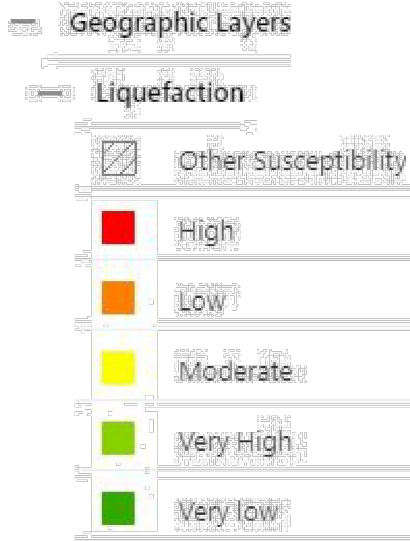 Geographic Layers
Liquefaction
Other Susceptibility
High
Low
Moderate
Very High
Very low